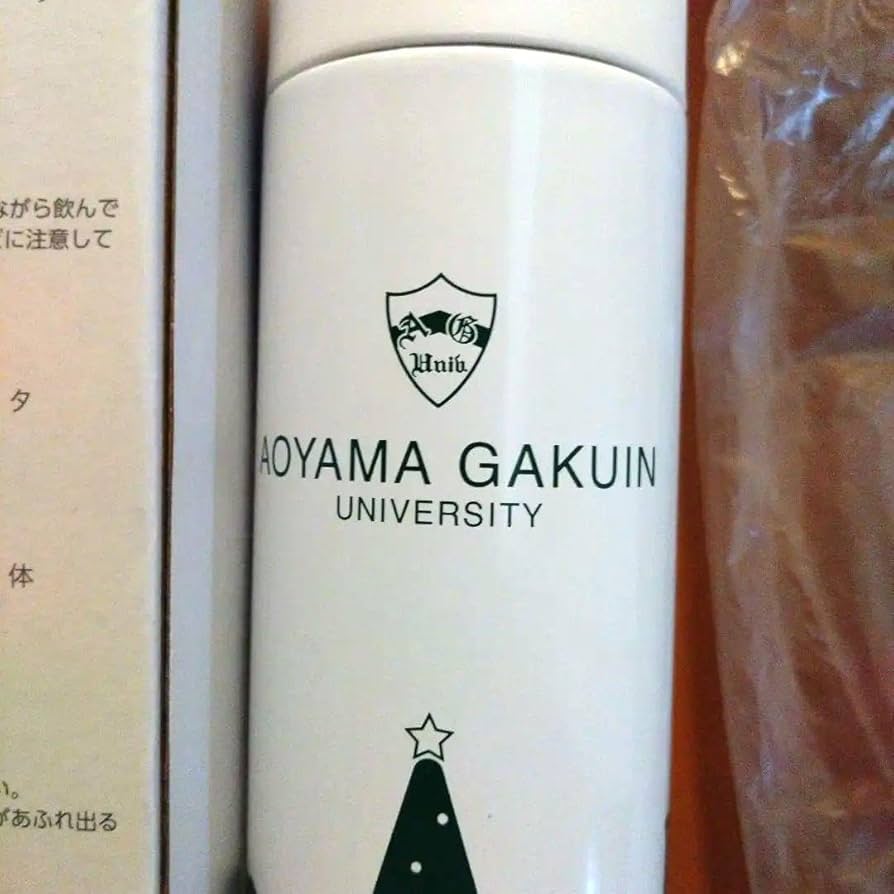 ながら飲んで
に注意して
タ
体
い。
があふれ出る
A G
Univ.
AOYAMA GAKUIN
UNIVERSITY